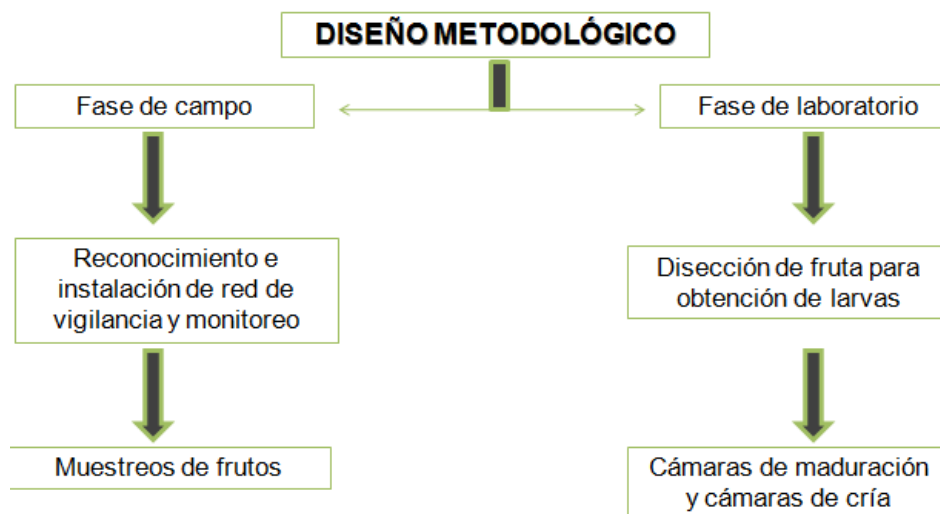 DISEÑO METODOLÓGICO
Fase de campo
Fase de laboratorio
Reconocimiento e
instalación de red de
vigilancia y monitoreo
Disección de fruta para
obtención de larvas
Muestreos de frutos
Cámaras de maduración
y cámaras de cría